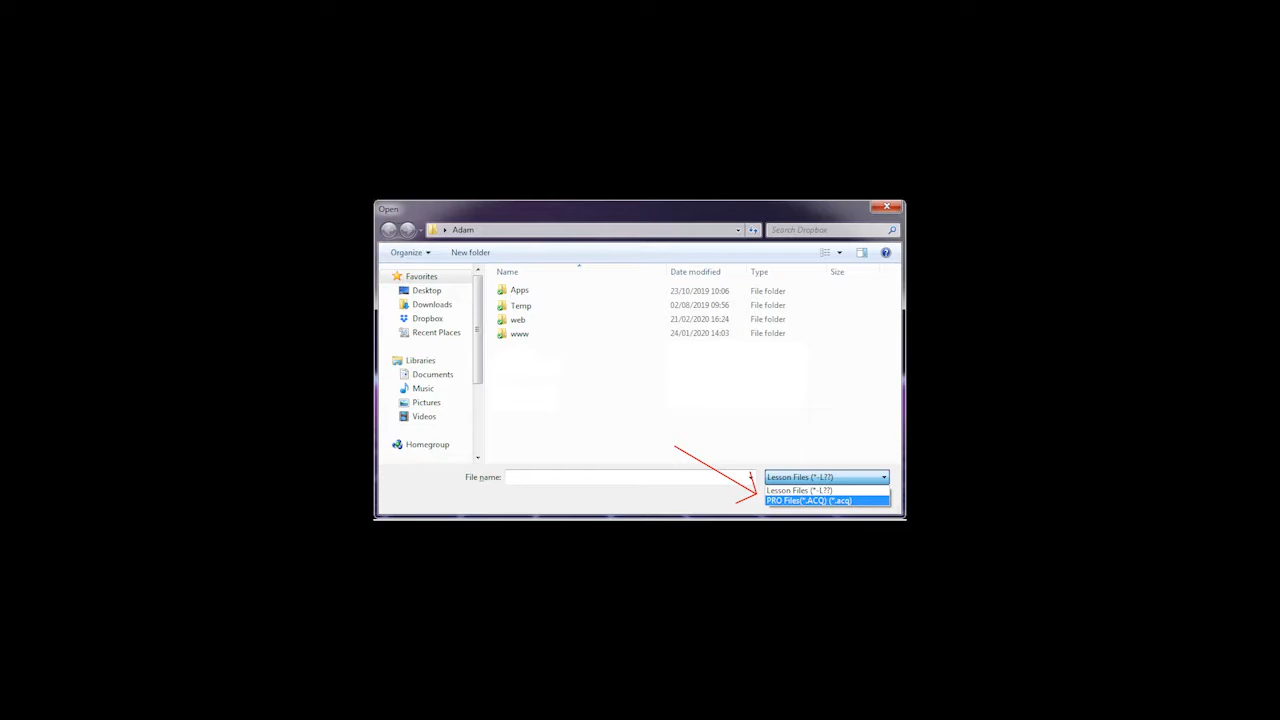 Open
Adam
Search Dropbox
Organize
New folder
Name Date modified Type Size
Favorites
Desktop
Downloads
Dropbox
Recent Places
Libraries
Documents
Music
Pictures
Videos
Homegroup
Apps 23/10/2019 10:06 File folder
Temp 02/08/2019 09:56 File folder
web 21/02/2020 16:24 File folder
www 24/01/2020 14:03 File folder
File name:
Lesson Files (*-L??)
Lesson Files (*-L??)
PRO Files(*.ACQ) (*.acq)